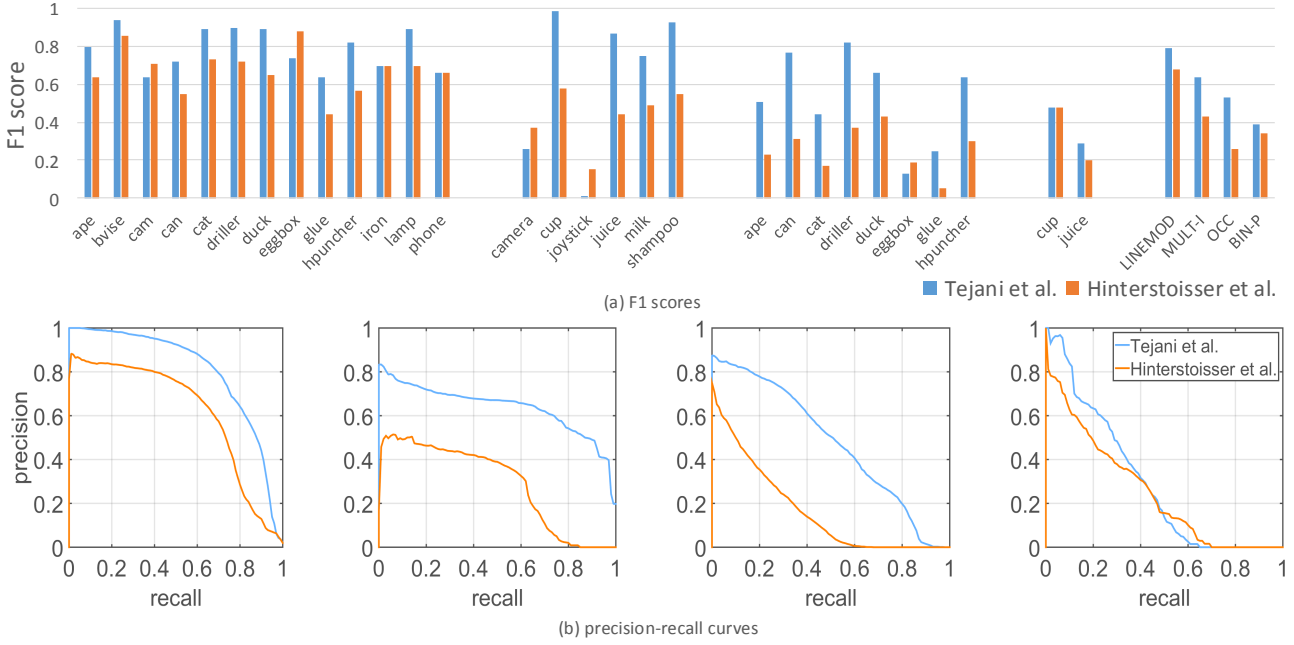 F1 score
1
0.8
0.6
0.4
0.2
0
ape bvise cam can cat driller duck eggbox glue hpuncher iron lamp phone camera cup joystick juice milk shampoo ape can cat driller duck eggbox glue hpuncher cup juice LINEMOD MULT-I OCC BIN-P
Tejani et al. Hinterstoisser et al.
(a) F1 scores
precision
1
0.8
0.6
0.4
0.2
0
0 0.2 0.4 0.6 0.8 1
recall
1
0.8
0.6
0.4
0.2
0
0 0.2 0.4 0.6 0.8 1
recall
1
0.8
0.6
0.4
0.2
0
0 0.2 0.4 0.6 0.8 1
recall
1
0.8
0.6
0.4
0.2
0
0 0.2 0.4 0.6 0.8 1
recall
Tejani et al.
Hinterstoisser et al.
(b) precision-recall curves